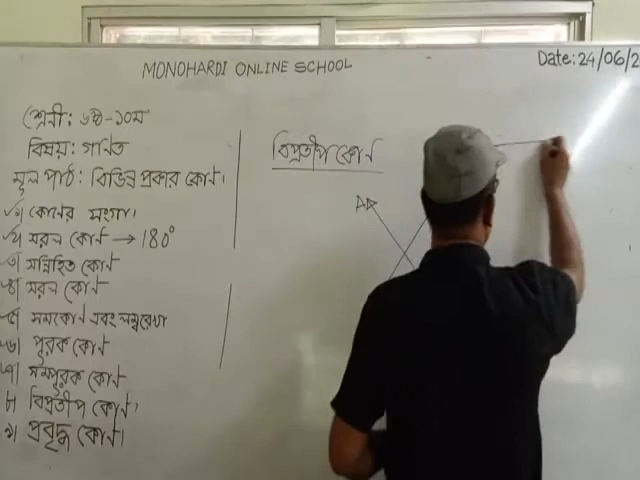 MONOHARDI ONLINE SCHOOL
Date: 24/06/2
শ্রেনী: ৬ষ্ঠ-১০ম
বিষয়: গনিত
মূল পাঠ: বিভিন্ন প্রকার কোণ।
১। কোণের সংগা।
২। সরল কোণ → 180°
৩। সন্নিহিত কোণ
৪। সরল কোণ
৫। সমকোণ এবং লম্বরেখা
৬। পূরক কোণ
৭। সম্পূরক কোণ
৮। বিপ্রতীপ কোণ।
৯। প্রবৃদ্ধ কোণ।
বিপ্রতীপ কোণ
A